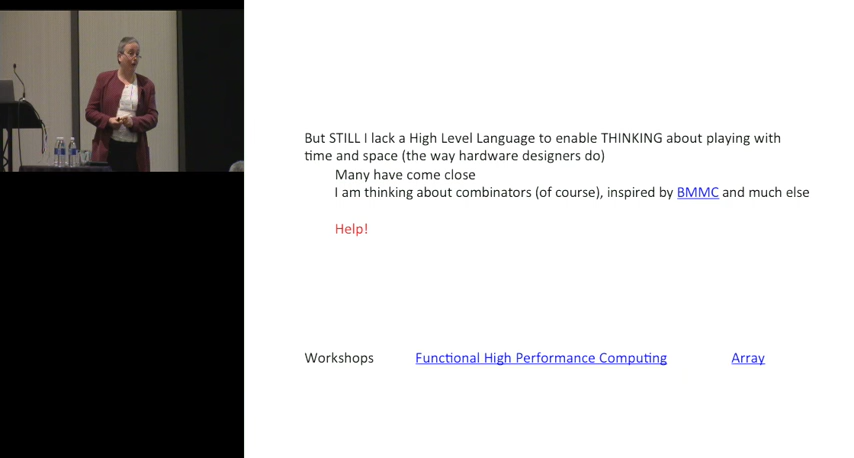 But STILL I lack a High Level Language to enable THINKING about playing with
time and space (the way hardware designers do)
Many have come close
I am thinking about combinators (of course), inspired by BMMC and much else
Help!
Workshops Functional High Performance Computing Array